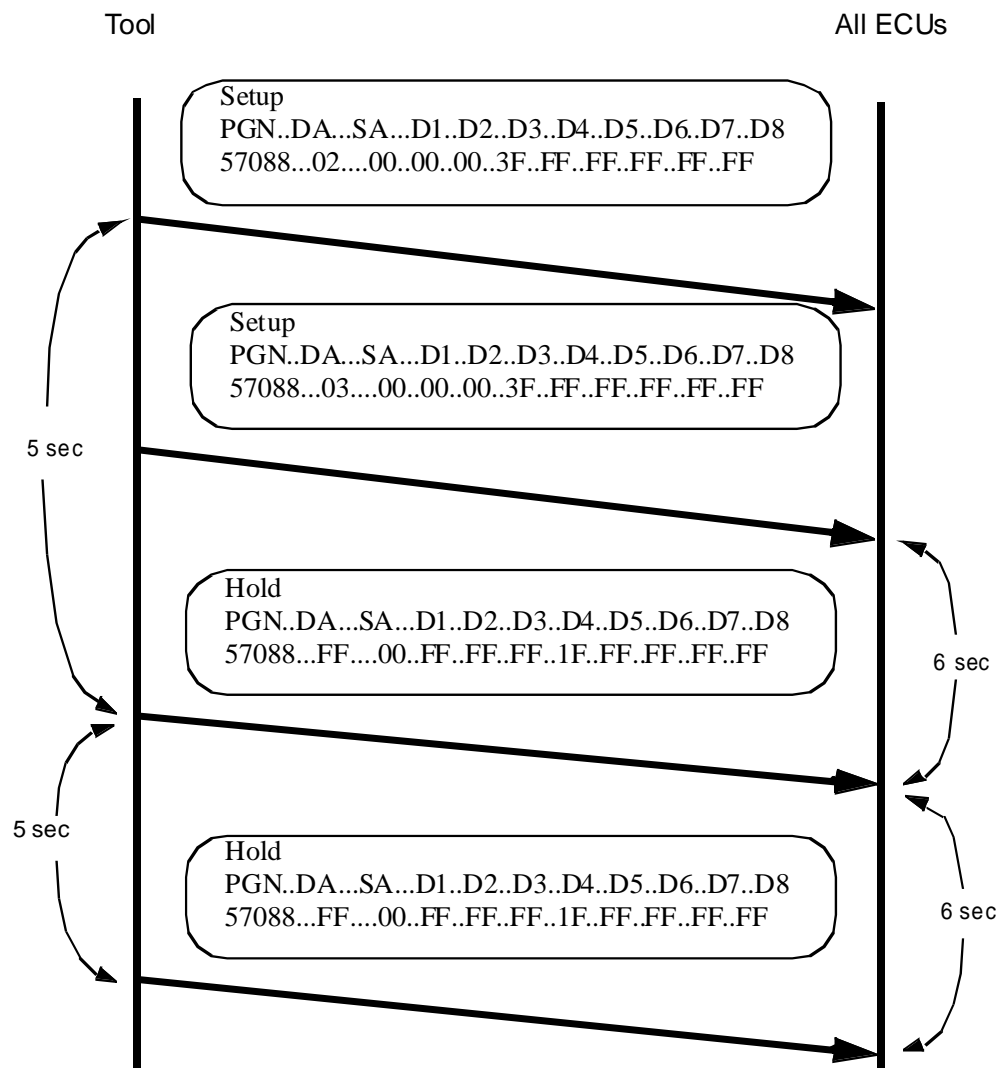 Tool
All ECUs
Setup
PGN..DA...SA...D1..D2..D3..D4..D5..D6..D7..D8
57088...02....00..00..00..3F..FF..FF..FF..FF..FF
Setup
PGN..DA...SA...D1..D2..D3..D4..D5..D6..D7..D8
57088...03....00..00..00..3F..FF..FF..FF..FF..FF
5 sec
Hold
PGN..DA...SA...D1..D2..D3..D4..D5..D6..D7..D8
57088...FF....00..FF..FF..FF..1F..FF..FF..FF..FF
6 sec
5 sec
Hold
PGN..DA...SA...D1..D2..D3..D4..D5..D6..D7..D8
57088...FF....00..FF..FF..FF..1F..FF..FF..FF..FF
6 sec